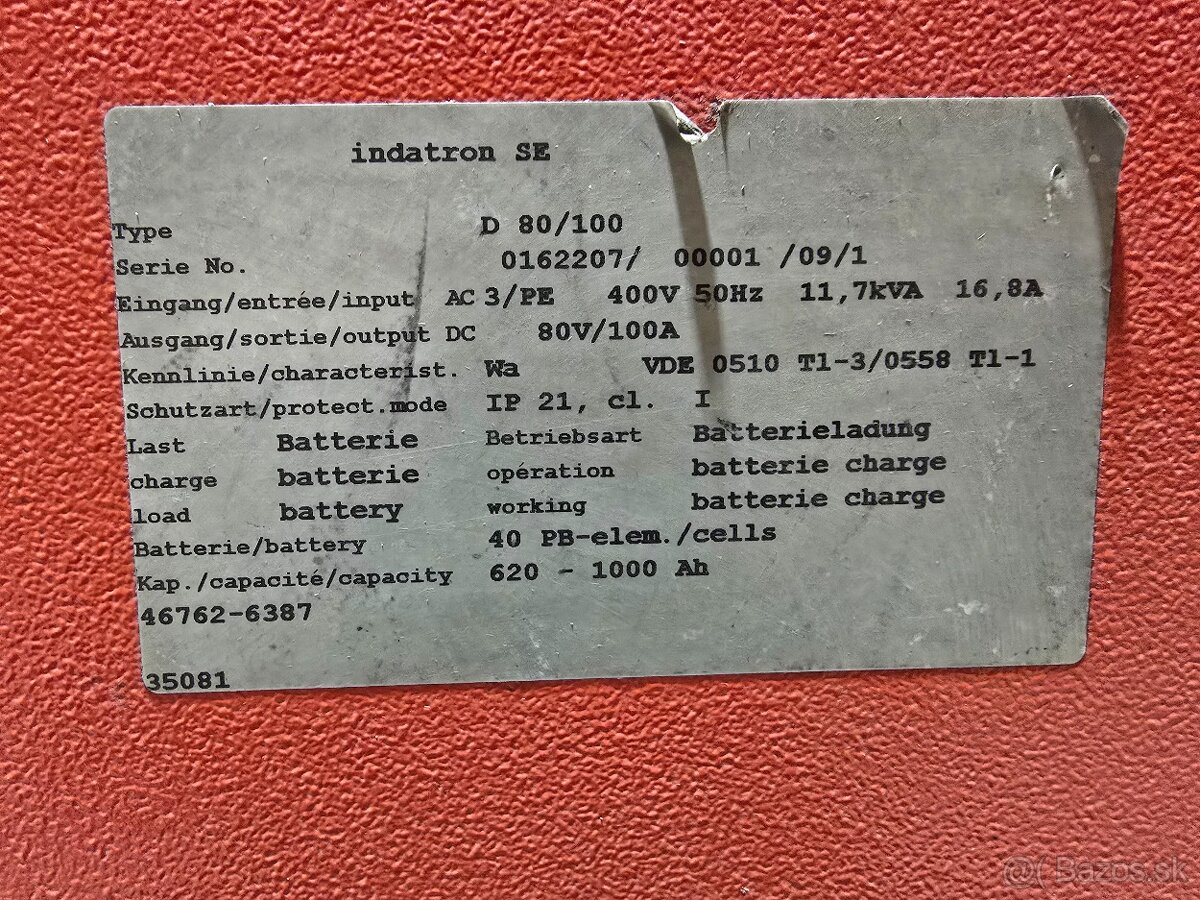 indatron SE
Type D 80/100
Serie No. 0162207/ 00001 /09/1
Eingang/entrée/input AC 3/PE 400V 50Hz 11,7kVA 16,8A
Ausgang/sortie/output DC 80V/100A
Kennlinie/characterist. Wa VDE 0510 Tl-3/0558 Tl-1
Schutzart/protect.mode IP 21, cl. I
Last Batterie Betriebsart Batterieladung
charge batterie opération batterie charge
load battery working batterie charge
Batterie/battery 40 PB-elem./cells
Kap./capacité/capacity 620 - 1000 Ah
46762-6387
35081
@( Bazos.sk